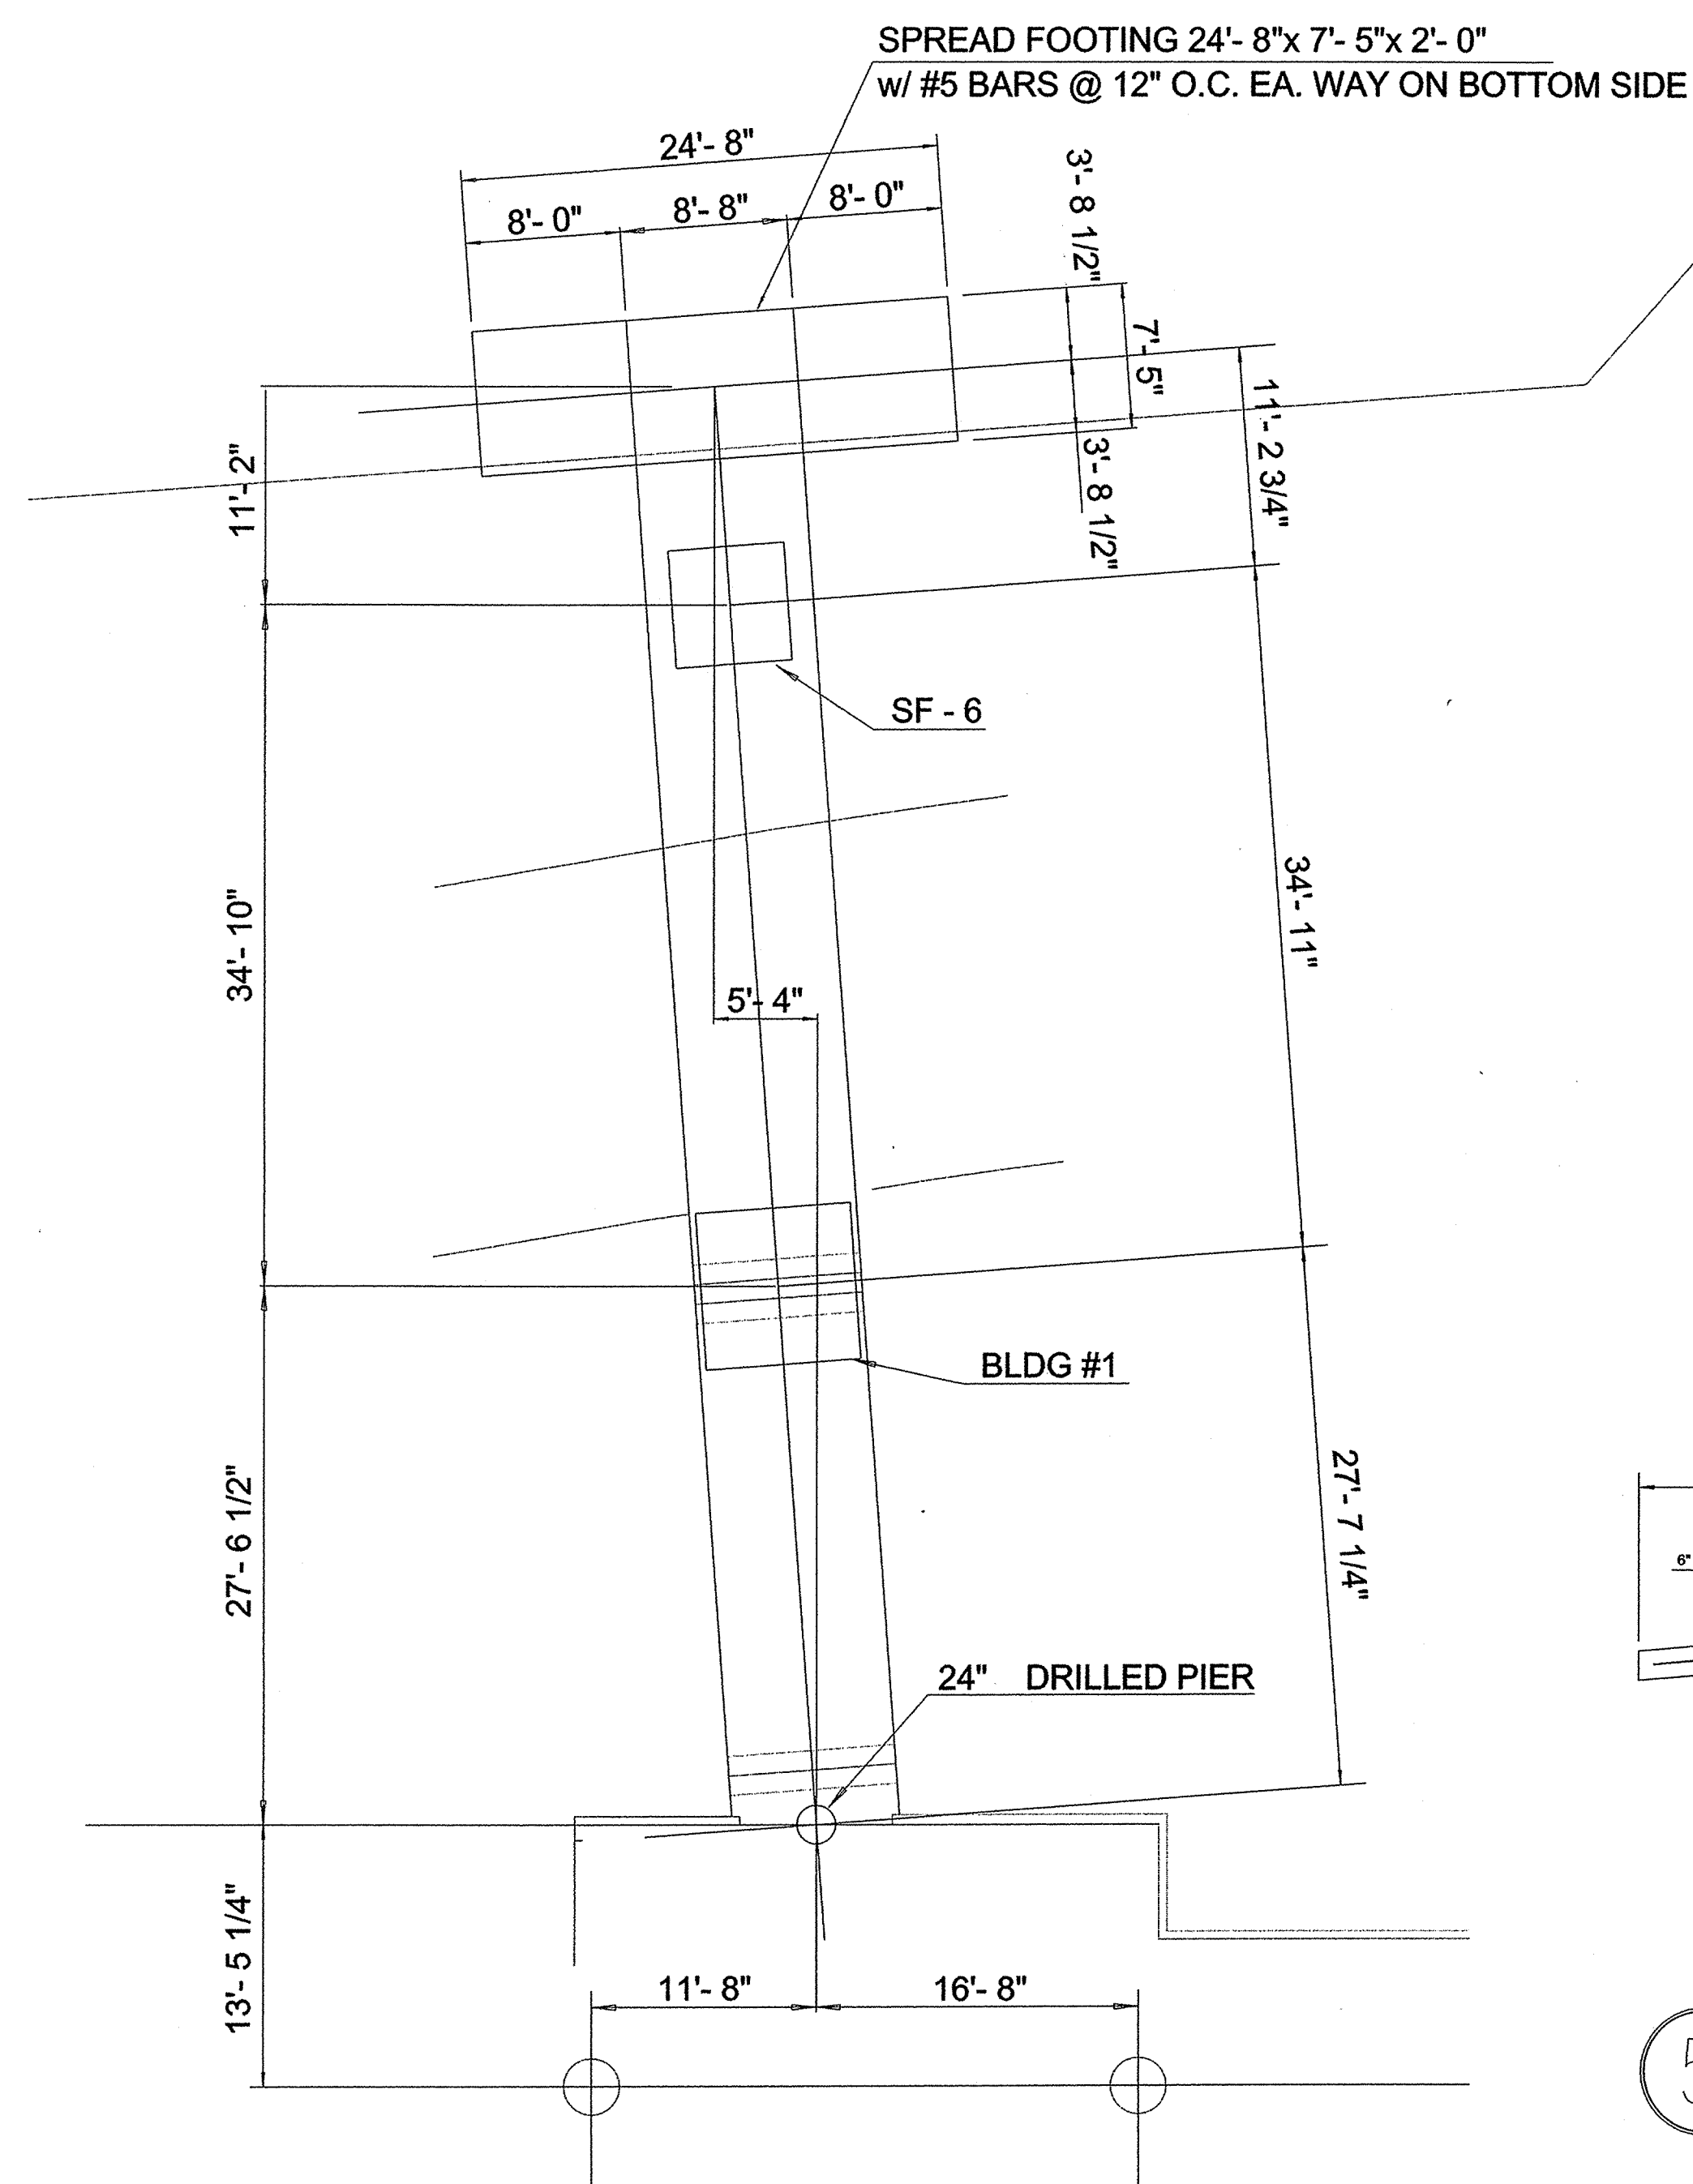 SPREAD FOOTING 24'- 8"x 7'- 5"x 2'- 0"
w/ #5 BARS @ 12" O.C. EA. WAY ON BOTTOM SIDE
24'- 8"
8'- 0"
8'- 8"
8'- 0"
3'- 8 1/2"
7'- 5"
3'- 8 1/2"
11'- 2 3/4"
11'- 2"
SF - 6
34'- 10"
34'- 11"
5'- 4"
BLDG #1
27'- 6 1/2"
27'- 7 1/4"
6"
24" DRILLED PIER
13'- 5 1/4"
11'- 8"
16'- 8"